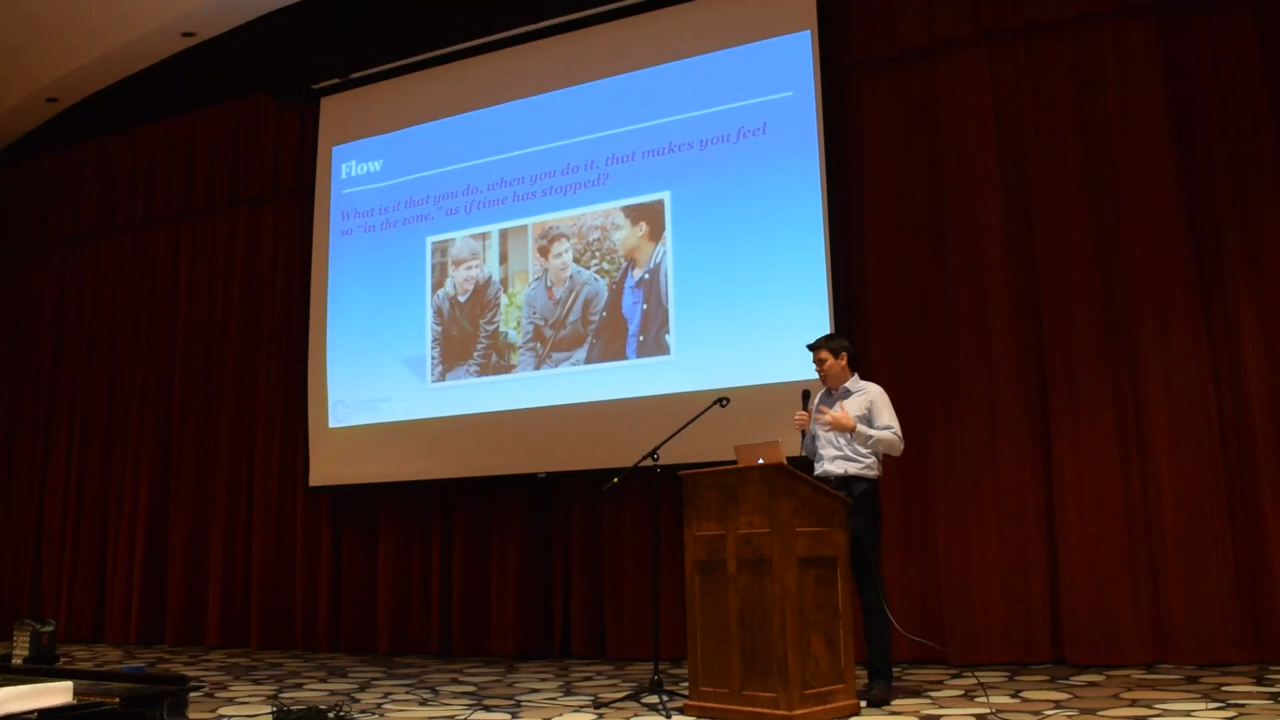 Flow
What is it that you do, when you do it, that makes you feel
so “in the zone,” as if time has stopped?